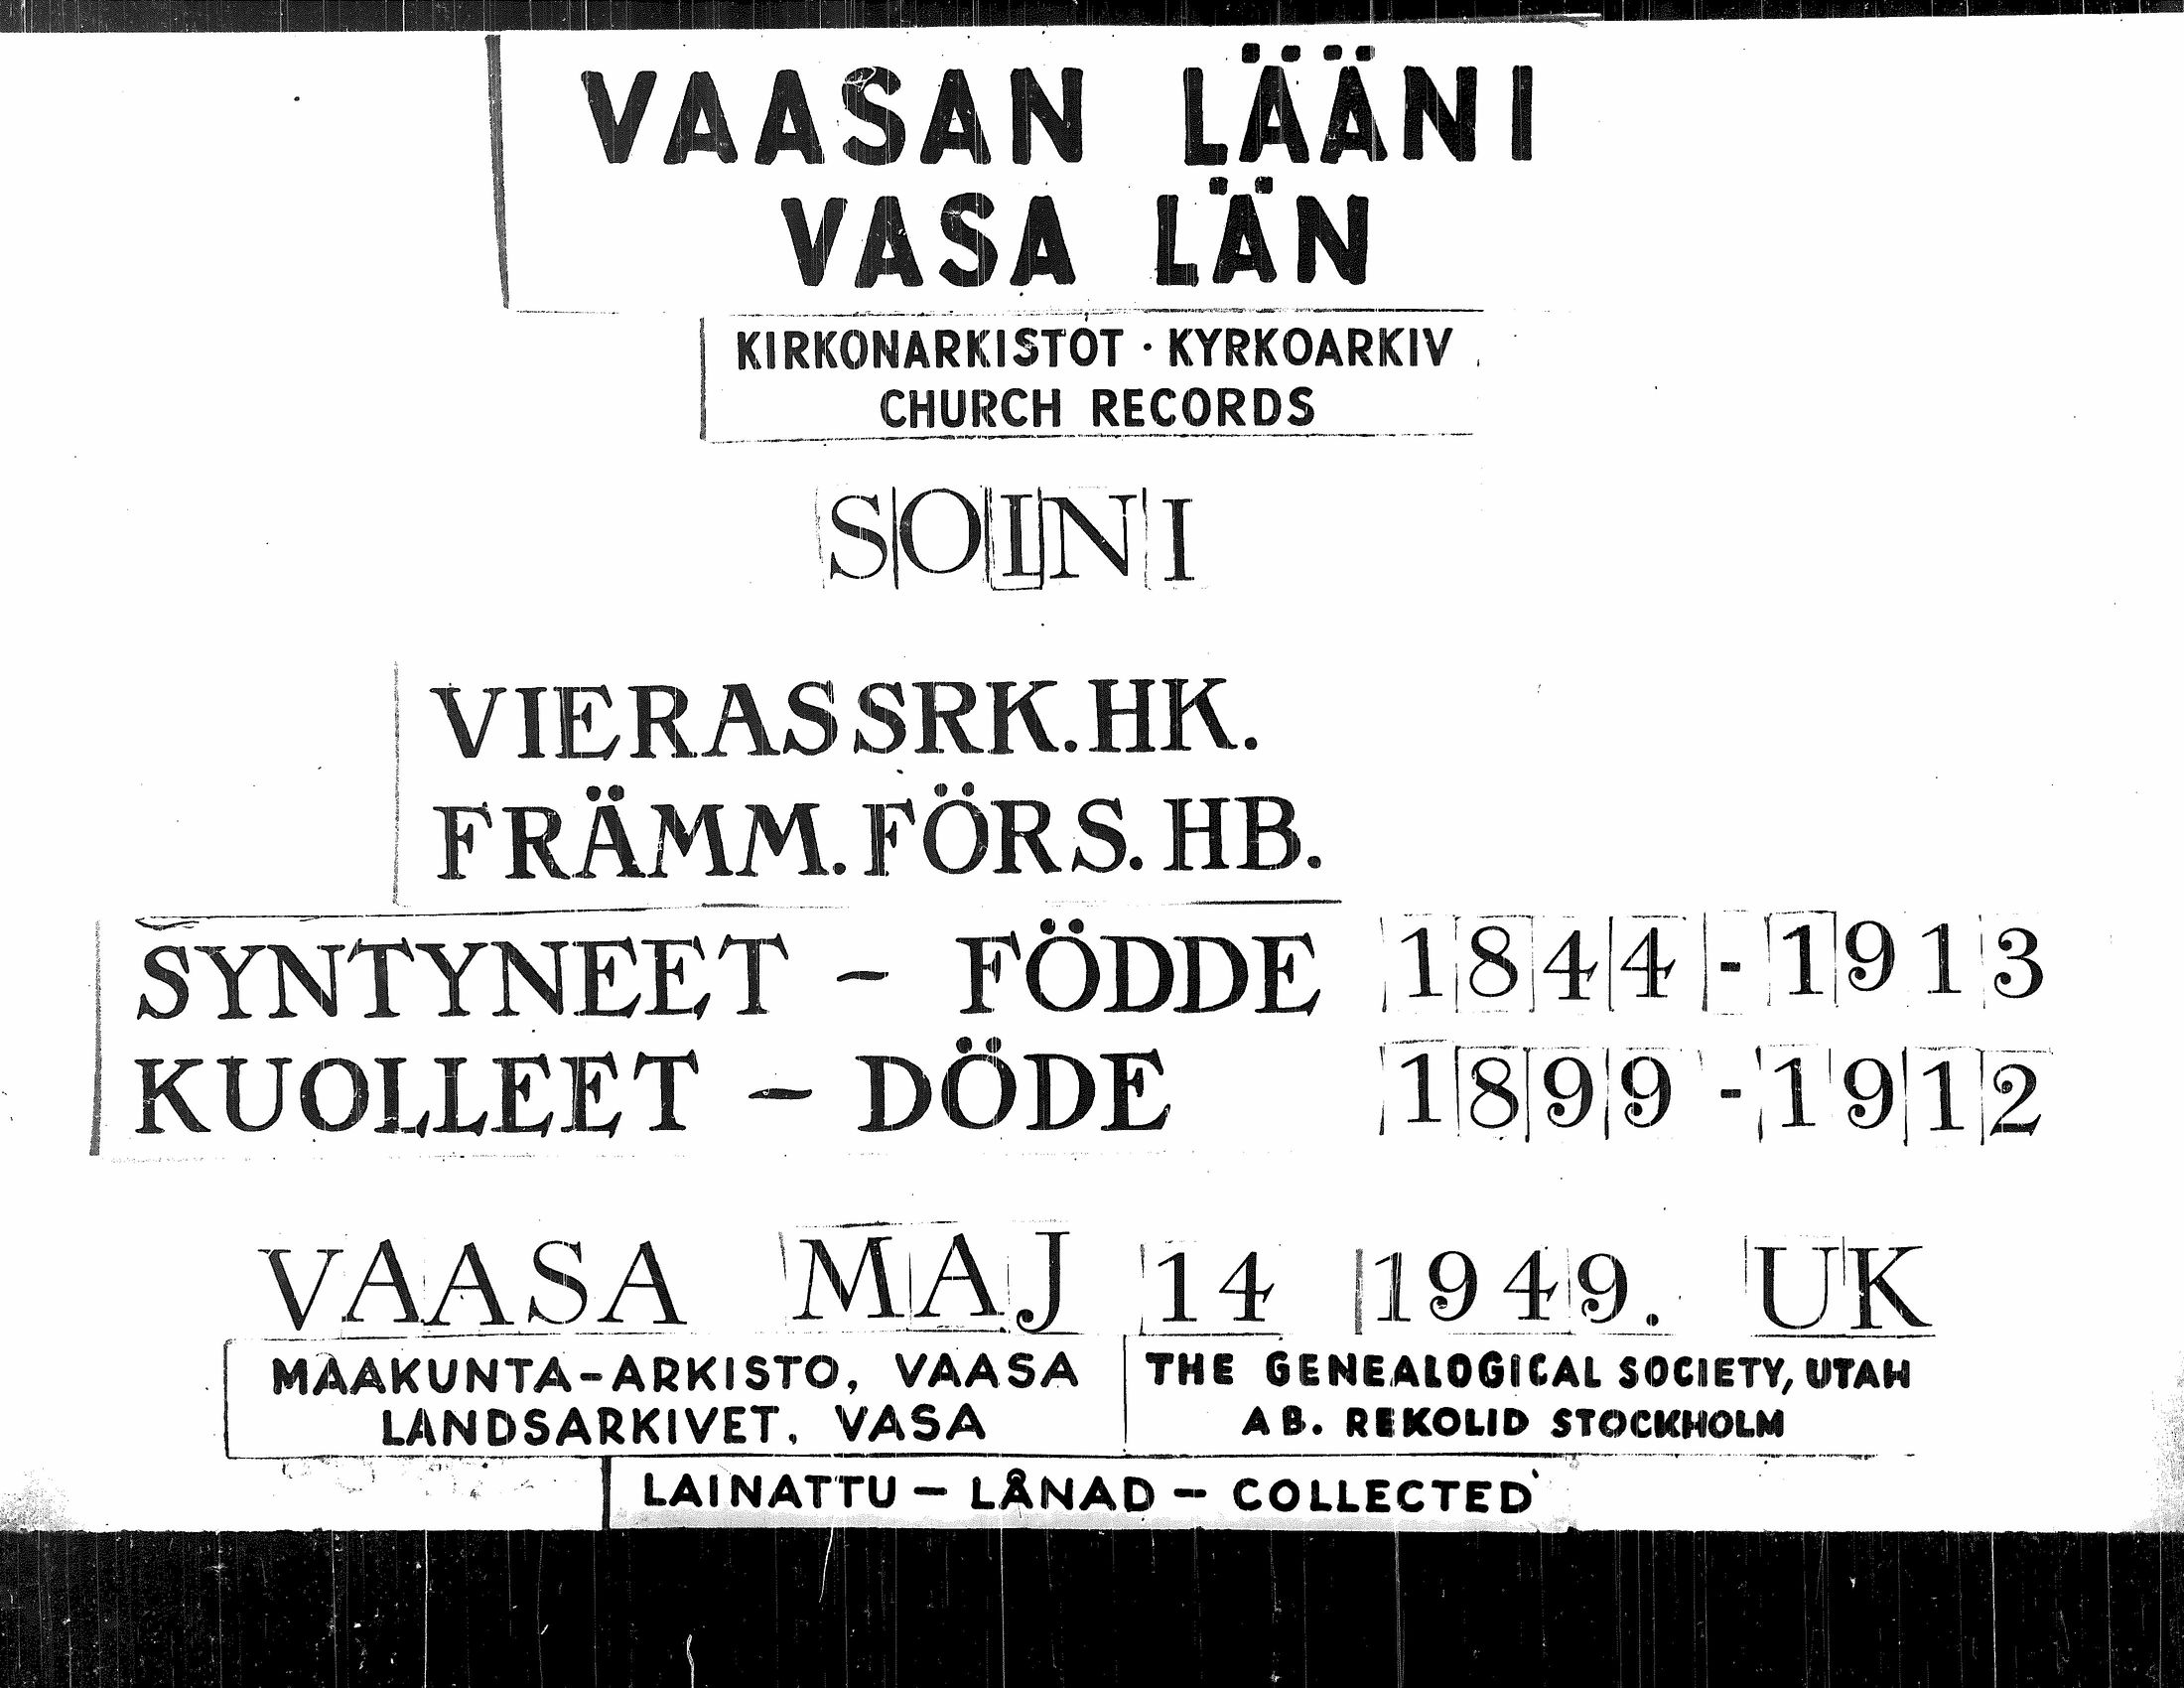 VAASAN LÄÄNI
VASA LÄN
KIRKONARKISTOT · KYRKOARKIV
CHURCH RECORDS
SOINI
VIERASSRK.HK.
FRÄMM.FÖRS.HB.
SYNTYNEET – FÖDDE 1844-1913
KUOLLEET – DÖDE 1899-1912
VAASA MAJ 14 1949. UK
MAAKUNTA-ARKISTO, VAASA
LANDSARKIVET, VASA
THE GENEALOGICAL SOCIETY, UTAH
AB. REKOLID STOCKHOLM
LAINATTU – LÅNAD – COLLECTED